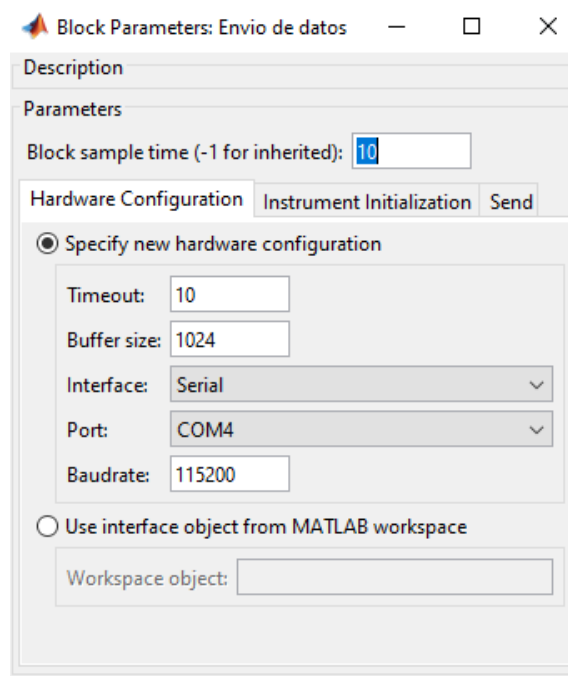 Block Parameters: Envio de datos
Description
Parameters
Block sample time (-1 for inherited): 10
Hardware Configuration Instrument Initialization Send
Specify new hardware configuration
Timeout: 10
Buffer size: 1024
Interface: Serial
Port: COM4
Baudrate: 115200
Use interface object from MATLAB workspace
Workspace object: